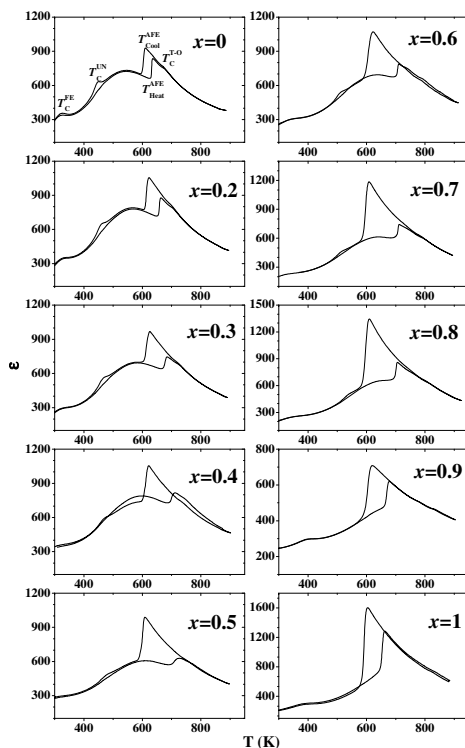 1200
900
600
300
400 600 800
T_C^FE
T_C^UN
T_Cool^AFE
T_Heat^AFE
T_C^T-O
x=0
1200
900
600
300
400 600 800
x=0.2
1200
900
600
300
400 600 800
x=0.3
1200
900
600
300
400 600 800
x=0.4
1200
900
600
300
400 600 800
x=0.5
900
600
300
400 600 800
x=0.6
1200
900
600
300
400 600 800
x=0.7
1500
1200
900
600
300
400 600 800
x=0.8
800
600
400
200
400 600 800
x=0.9
1600
1200
800
400
400 600 800
x=1
ε
T (K)